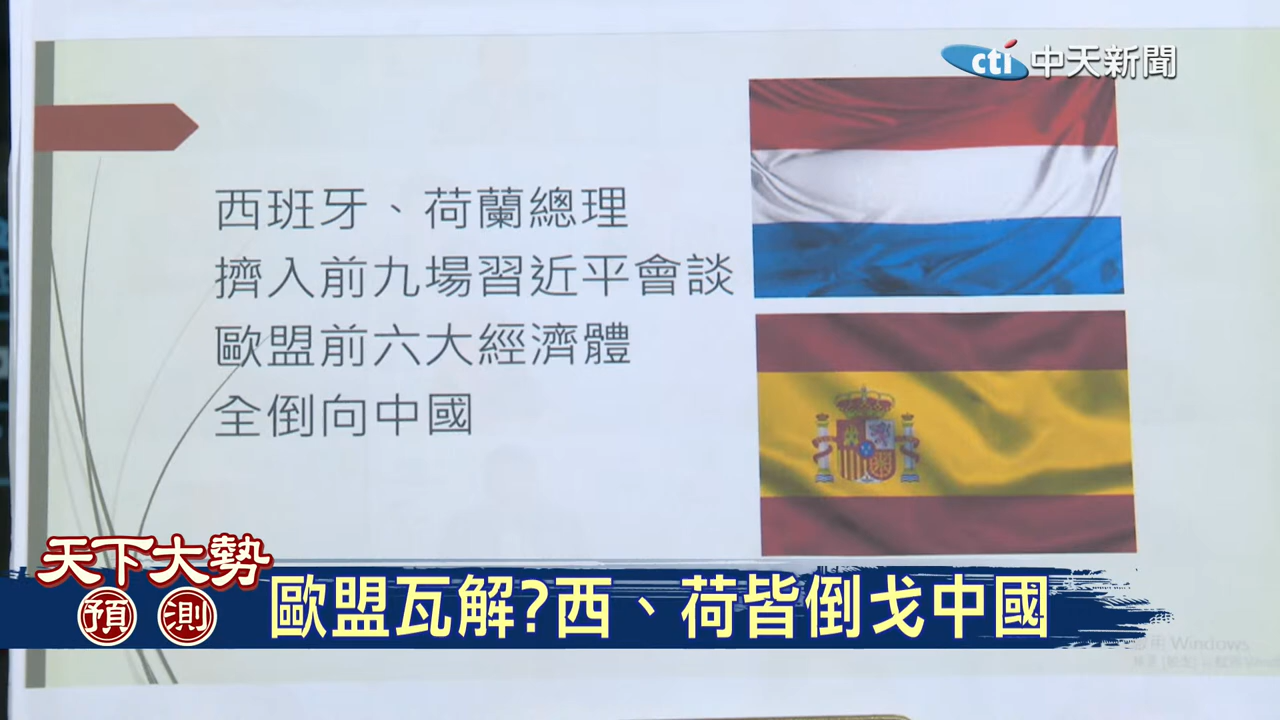 cti 中天新聞
西班牙、荷蘭總理
擠入前九場習近平會談
歐盟前六大經濟體
全倒向中國
天下大勢
預測
歐盟瓦解?西、荷皆倒戈中國
Windows